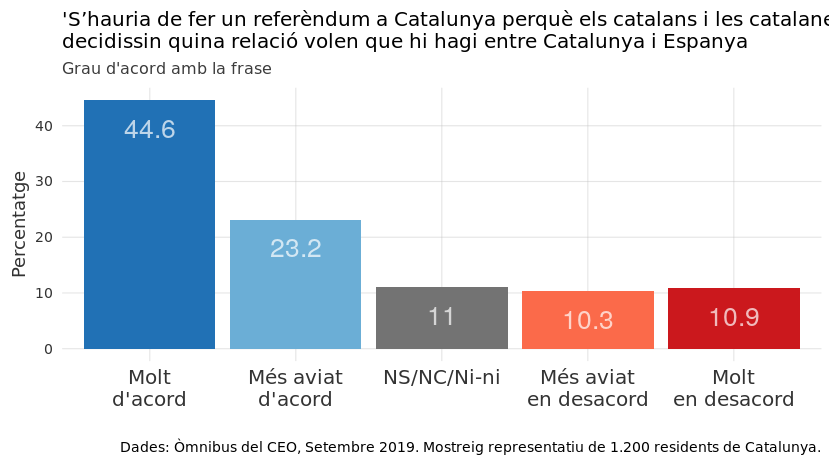 'S’hauria de fer un referèndum a Catalunya perquè els catalans i les catalane
decidissin quina relació volen que hi hagi entre Catalunya i Espanya
Grau d'acord amb la frase
Percentatge
40
30
20
10
0
44.6
23.2
11
10.3
10.9
Molt
d'acord
Més aviat
d'acord
NS/NC/Ni-ni
Més aviat
en desacord
Molt
en desacord
Dades: Òmnibus del CEO, Setembre 2019. Mostreig representatiu de 1.200 residents de Catalunya.